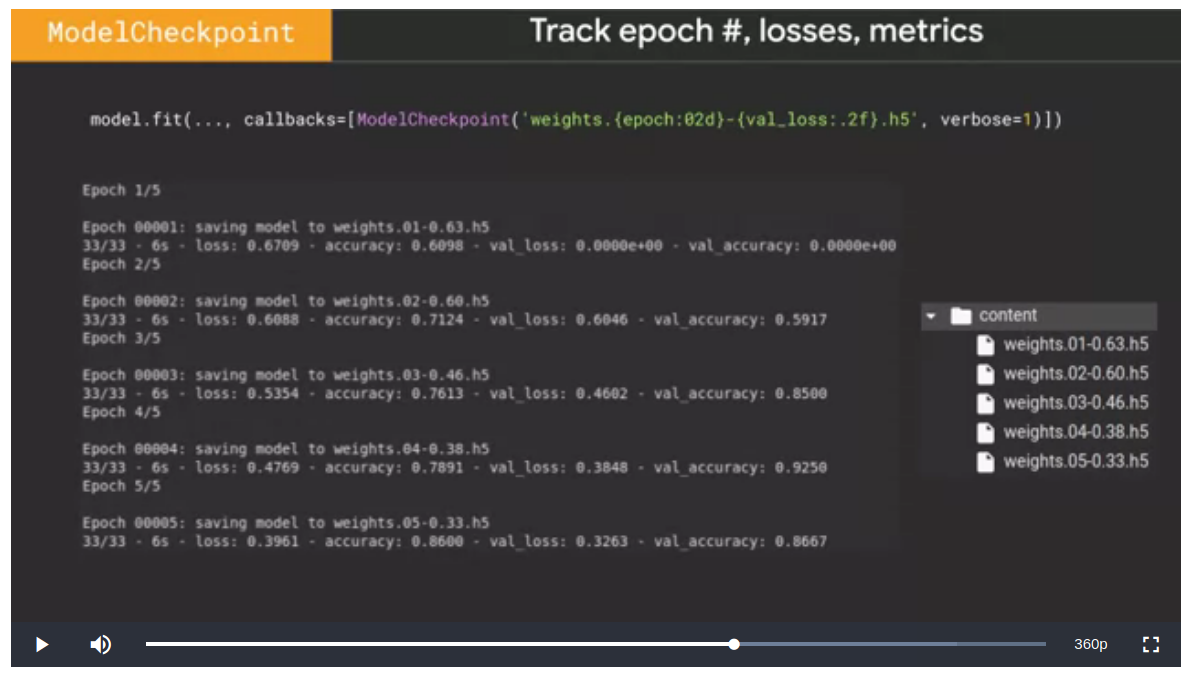 ModelCheckpoint
Track epoch #, losses, metrics
model.fit(..., callbacks=[ModelCheckpoint('weights.{epoch:02d}-{val_loss:.2f}.h5', verbose=1)])
Epoch 1/5
Epoch 00001: saving model to weights.01-0.63.h5
33/33 - 6s - loss: 0.6709 - accuracy: 0.6098 - val_loss: 0.0000e+00 - val_accuracy: 0.0000e+00
Epoch 2/5
Epoch 00002: saving model to weights.02-0.60.h5
33/33 - 6s - loss: 0.6088 - accuracy: 0.7124 - val_loss: 0.6046 - val_accuracy: 0.5917
Epoch 3/5
Epoch 00003: saving model to weights.03-0.46.h5
33/33 - 6s - loss: 0.5354 - accuracy: 0.7613 - val_loss: 0.4602 - val_accuracy: 0.8500
Epoch 4/5
Epoch 00004: saving model to weights.04-0.38.h5
33/33 - 6s - loss: 0.4769 - accuracy: 0.7891 - val_loss: 0.3848 - val_accuracy: 0.9250
Epoch 5/5
Epoch 00005: saving model to weights.05-0.33.h5
33/33 - 6s - loss: 0.3961 - accuracy: 0.8600 - val_loss: 0.3263 - val_accuracy: 0.8667
content
weights.01-0.63.h5
weights.02-0.60.h5
weights.03-0.46.h5
weights.04-0.38.h5
weights.05-0.33.h5
360p